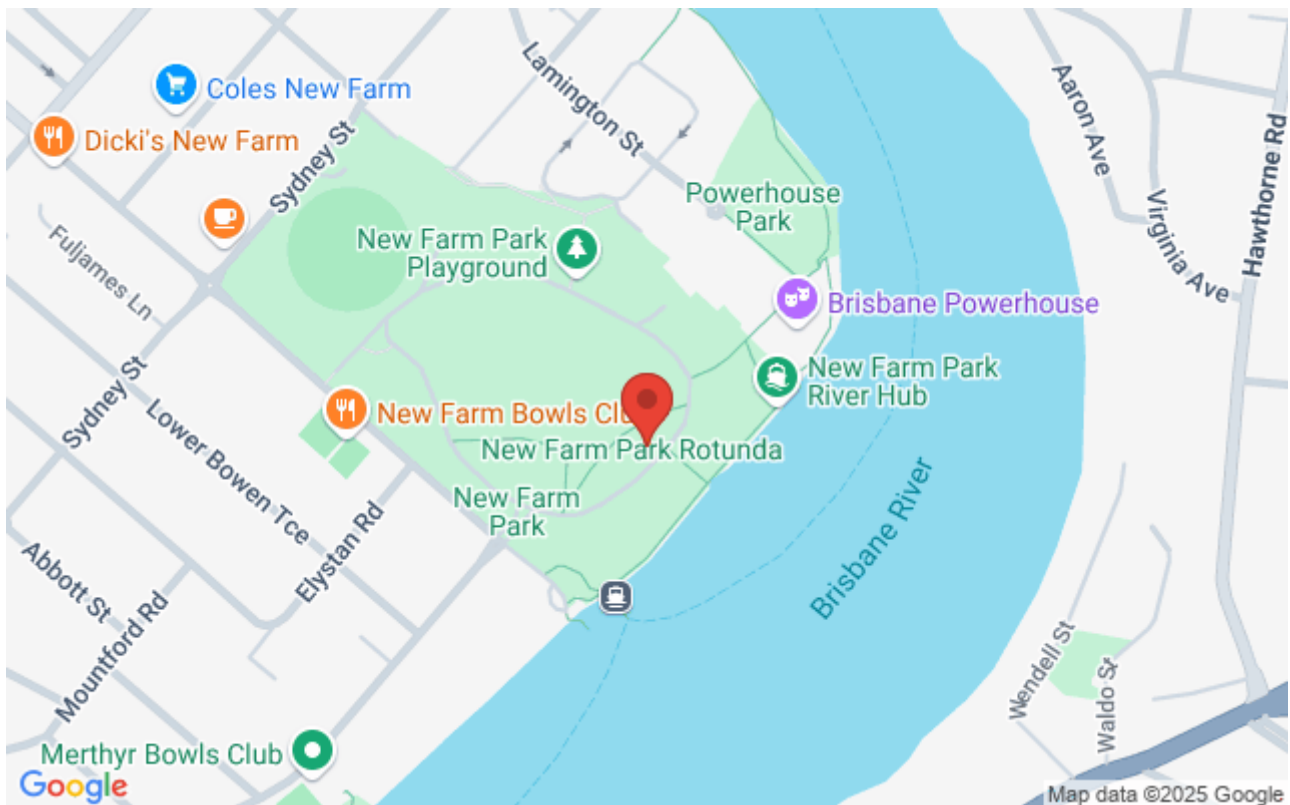 Lamington St
Aaron Ave
Hawthorne Rd
Coles New Farm
Dicki's New Farm
Sydney St
Powerhouse
Park
Virginia Ave
New Farm Park
Playground
Fuljames Ln
Brisbane Powerhouse
New Farm Park
River Hub
Sydney St
New Farm Bowls Clu
New Farm Park Rotunda
Lower Bowen Tce
New Farm
Park
Brisbane River
Elystan Rd
Abbott St
Mountford Rd
Wendell St
Waldo St
Merthyr Bowls Club
Google
Map data ©2025 Google